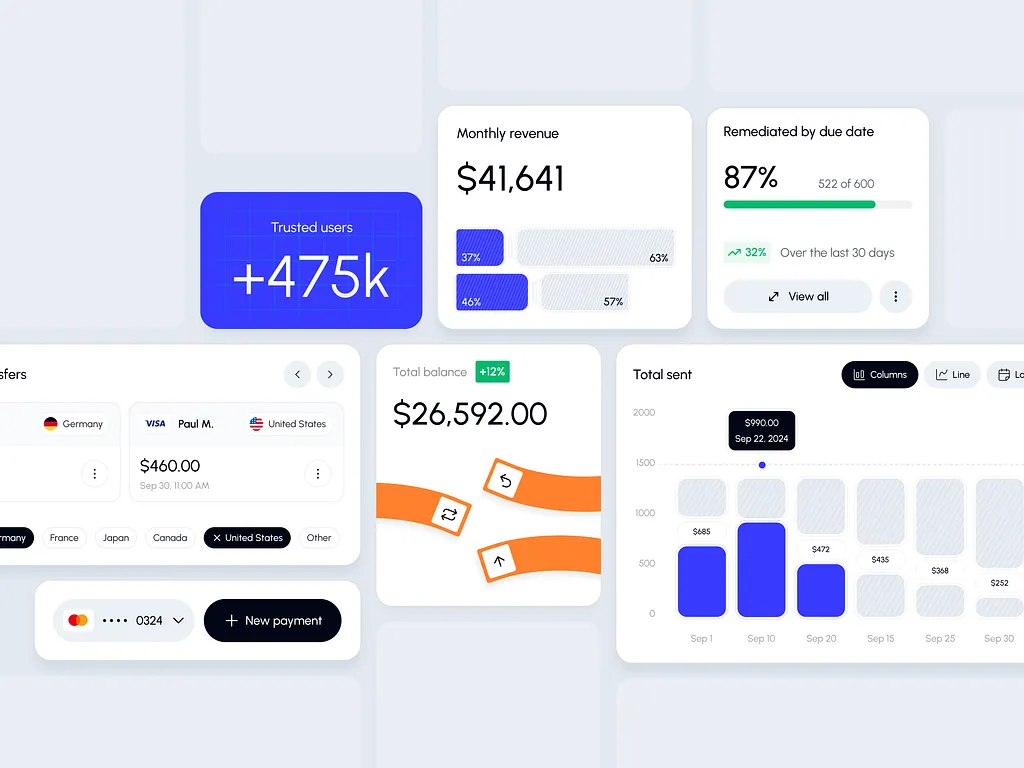 Monthly revenue
$41,641
37%
63%
46%
57%
Remediated by due date
87%
522 of 600
32%
Over the last 30 days
View all
Trusted users
+475k
sfers
Germany
VISA
Paul M.
United States
$460.00
Sep 30, 11:00 AM
rmany
France
Japan
Canada
United States
Other
0324
New payment
Total balance
+12%
$26,592.00
Total sent
Columns
Line
Lo
2000
1500
1000
500
0
$990.00
Sep 22, 2024
$685
$472
$435
$368
$252
Sep 1
Sep 10
Sep 20
Sep 15
Sep 25
Sep 30